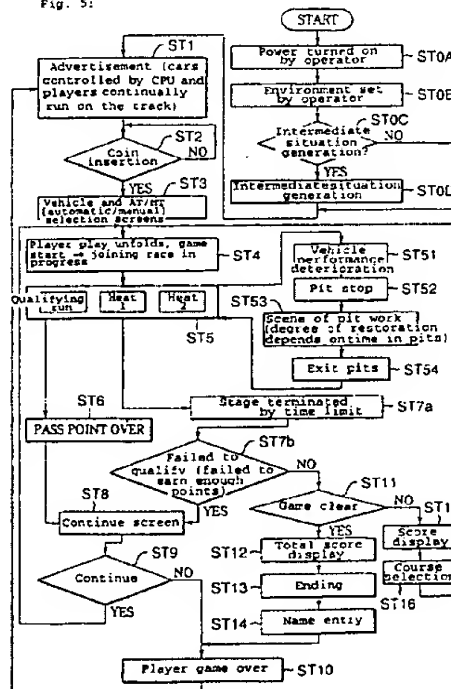 Fig. 5:
START
Power turned on
by operator
ST0A
Environment set
by operator
Intermediate
situation
generation?
ST0C
NO
YES
Intermediatesituation
generation
ST1
Advertisement (cars
controlled by CPU and
players continually
run on the track)
ST2
Coin
insertion
NO
YES
ST3
Vehicle and AT/MT
(automatic/manual)
selection screens
Player play unfolds, game
start → joining race in
progress
ST4
Qualifying
run
Heat
1
Heat
2
ST5
Vehicle
performance
deterioration
ST51
Pit stop
ST52
ST53
Scene of pit work
(degree of restoration
depends ontime in pits)
Exit pits
ST54
ST6
PASS POINT OVER
Stage terminated
by time limit
ST7a
ST7b
Failed to
qualify (failed to
earn enough
points)
NO
YES
ST8
Continue screen
ST9
Continue
NO
YES
ST11
Game clear
NO
YES
ST12
Total score
display
ST13
Ending
ST14
Name entry
Score
display
Course
selection
ST16
Player game over
ST10